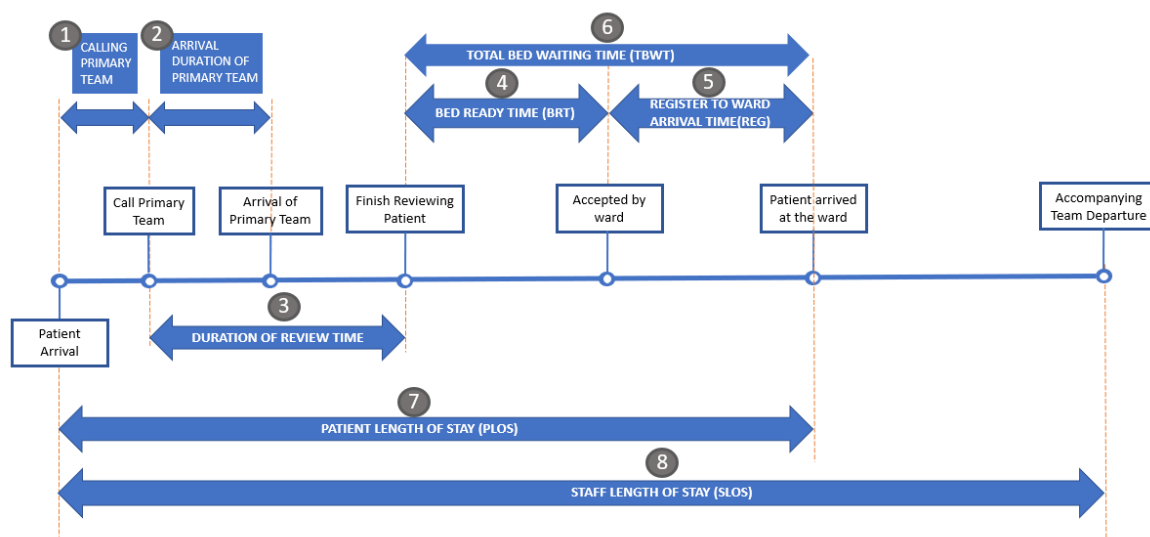 1
CALLING
PRIMARY
TEAM
2
ARRIVAL
DURATION OF
PRIMARY TEAM
6
TOTAL BED WAITING TIME (TBWT)
4
BED READY TIME (BRT)
5
REGISTER TO WARD
ARRIVAL TIME(REG)
Call Primary
Team
Arrival of
Primary Team
Finish Reviewing
Patient
Accepted by
ward
Patient arrived
at the ward
Accompanying
Team Departure
Patient
Arrival
3
DURATION OF REVIEW TIME
7
PATIENT LENGTH OF STAY (PLOS)
8
STAFF LENGTH OF STAY (SLOS)